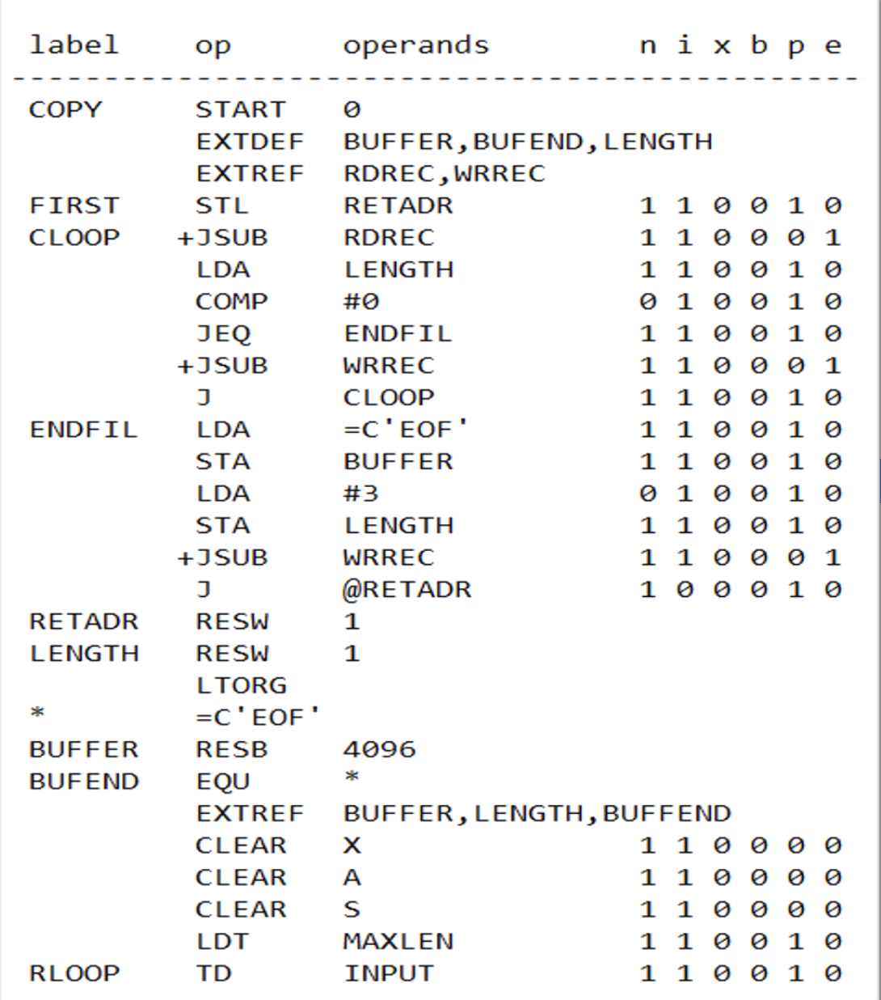 label op operands n i x b p e
COPY START 0
EXTDEF BUFFER,BUFEND,LENGTH
EXTREF RDREC,WRREC
FIRST STL RETADR 1 1 0 0 1 0
CLOOP +JSUB RDREC 1 1 0 0 0 1
LDA LENGTH 1 1 0 0 1 0
COMP #0 0 1 0 0 1 0
JEQ ENDFIL 1 1 0 0 1 0
+JSUB WRREC 1 1 0 0 0 1
J CLOOP 1 1 0 0 1 0
ENDFIL LDA =C'EOF' 1 1 0 0 1 0
STA BUFFER 1 1 0 0 1 0
LDA #3 0 1 0 0 1 0
STA LENGTH 1 1 0 0 1 0
+JSUB WRREC 1 1 0 0 0 1
J @RETADR 1 0 0 0 1 0
RETADR RESW 1
LENGTH RESW 1
LTORG
* =C'EOF'
BUFFER RESB 4096
BUFEND EQU *
EXTREF BUFFER,LENGTH,BUFFEND
CLEAR X 1 1 0 0 0 0
CLEAR A 1 1 0 0 0 0
CLEAR S 1 1 0 0 0 0
LDT MAXLEN 1 1 0 0 1 0
RLOOP TD INPUT 1 1 0 0 1 0